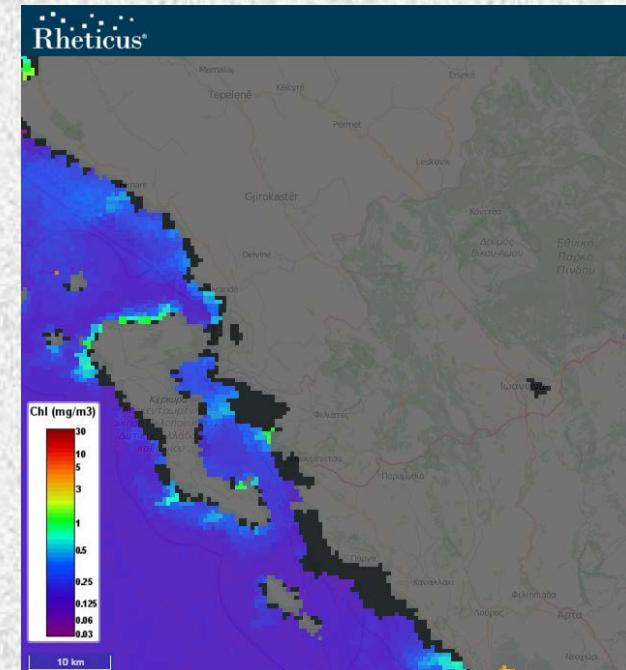 Rheticus®
Memaliaj
Këlcyrë
Ersekë
Tepelenë
Përmet
Leskovik
Gjirokastër
Κόνιτσα
Δρυμός
Βίκου-Αώου
Εθνικό
Πάρκο
Πίνδου
Delvinë
Ιωάννινα
Κέρκυρα
Φιλιάτες
Παραμυθιά
Πάργα
Καναλλάκι
Φιλιππιάδα
Λούρος
Άρτα
Νεοχώρι
Chl (mg/m3)
30
10
5
3
1
0.5
0.25
0.125
0.06
0.03
10 km